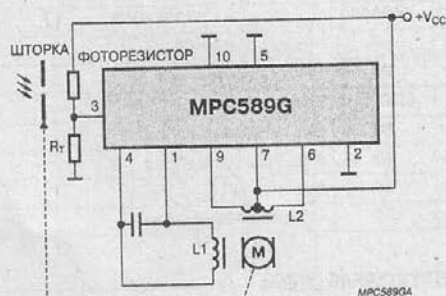 +VCC
ШТОРКА
ФОТОРЕЗИСТОР
10
5
3
MPC589G
RT
4
1
9
7
6
2
L1
L2
M
MPC589GA